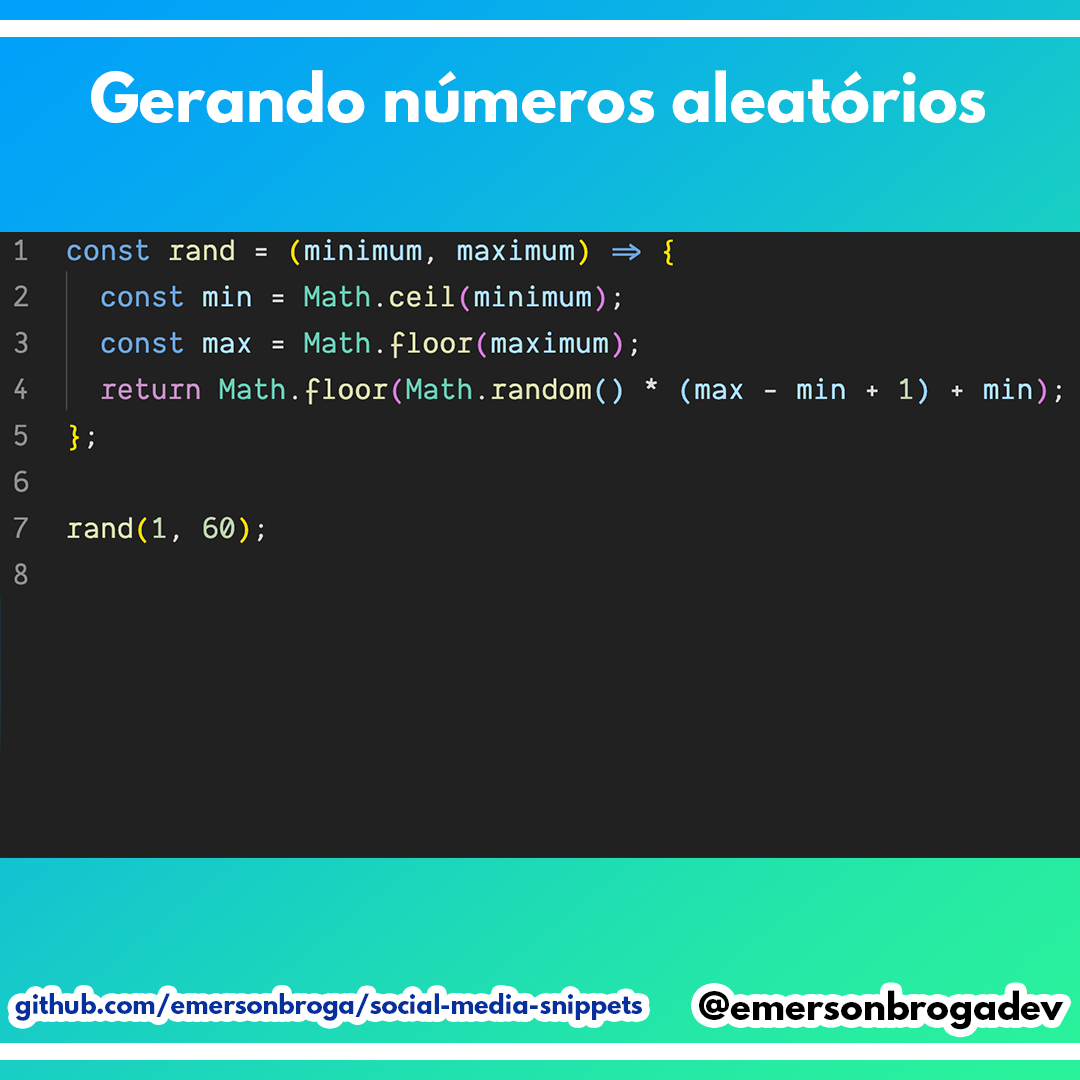 Gerando números aleatórios
1 const rand = (minimum, maximum) => {
2 const min = Math.ceil(minimum);
3 const max = Math.floor(maximum);
4 return Math.floor(Math.random() * (max - min + 1) + min);
5 };
6
7 rand(1, 60);
8
github.com/emersonbroga/social-media-snippets
@emersonbrogadev